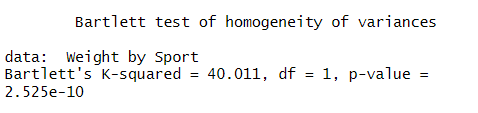 Bartlett test of homogeneity of variances
data:  Weight by Sport
Bartlett's K-squared = 40.011, df = 1, p-value =
2.525e-10